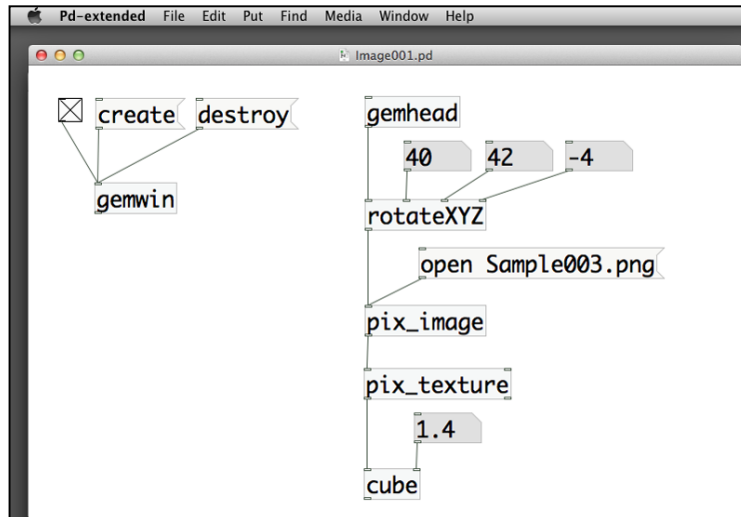 Pd-extended File Edit Put Find Media Window Help
Image001.pd
create destroy
gemhead
40 42 -4
gemwin
rotateXYZ
open Sample003.png
pix_image
pix_texture
1.4
cube